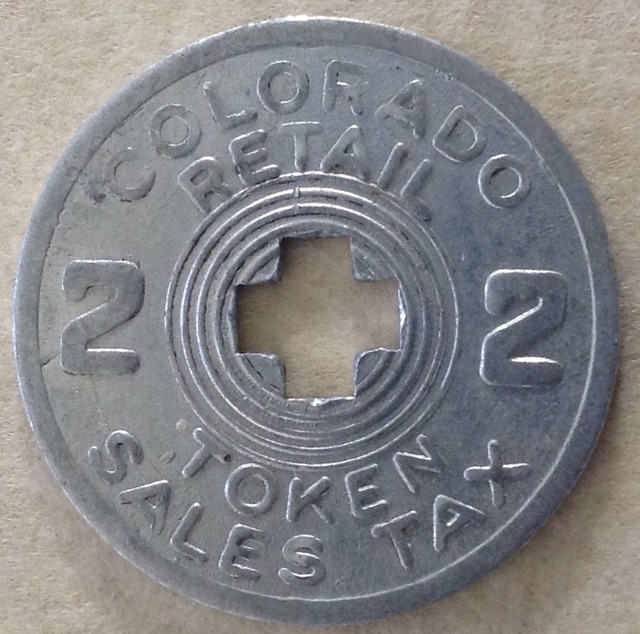 COLORADO
RETAIL
2 2
TOKEN
SALES TAX